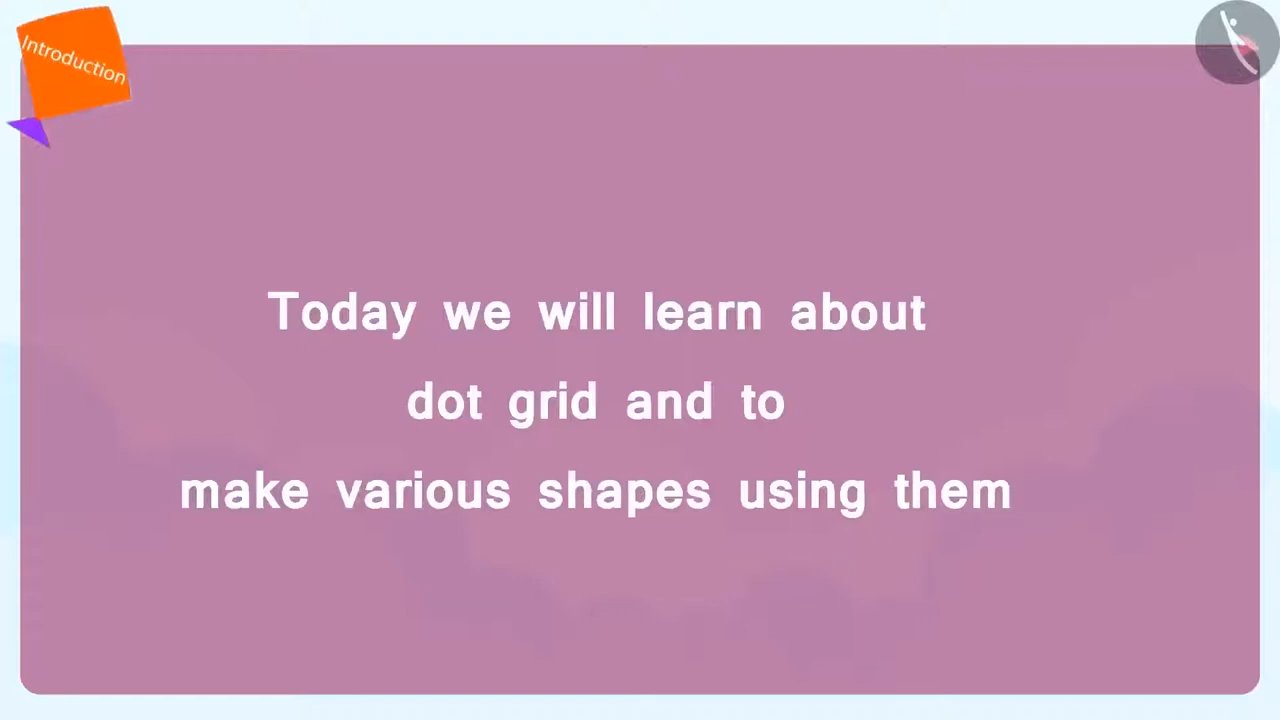 Introduction
Today we will learn about
dot grid and to
make various shapes using them